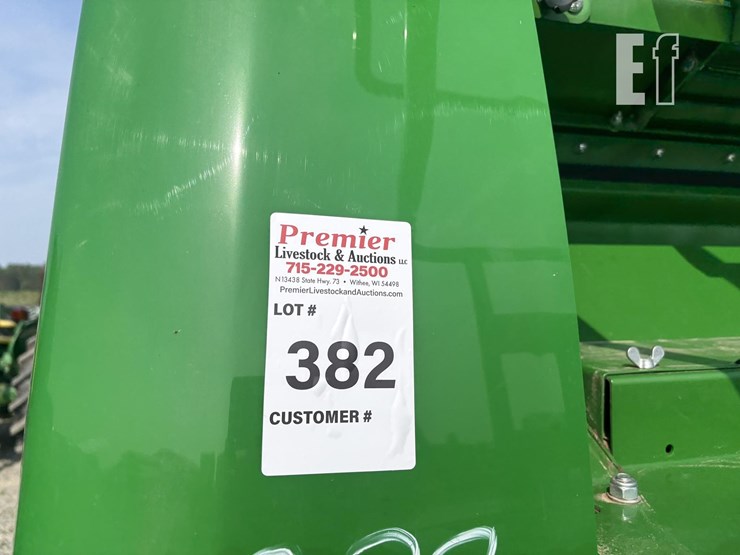 Ef
Premier
Livestock & Auctions LLC
715-229-2500
N13438 State Hwy. 73 • Withee, WI 54498
PremierLivestockandAuctions.com
LOT #
382
CUSTOMER #